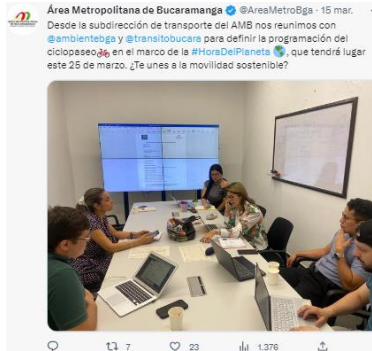 Área Metropolitana de Bucaramanga @AreaMetroBga · 15 mar.
Desde la subdirección de transporte del AMB nos reunimos con
@ambientebga y @transitobucara para definir la programación del
ciclopaseo🚲 en el marco de la #HoraDelPlaneta 🌎, que tendrá lugar
este 25 de marzo. ¿Te unes a la movilidad sostenible?
7 23 1.376